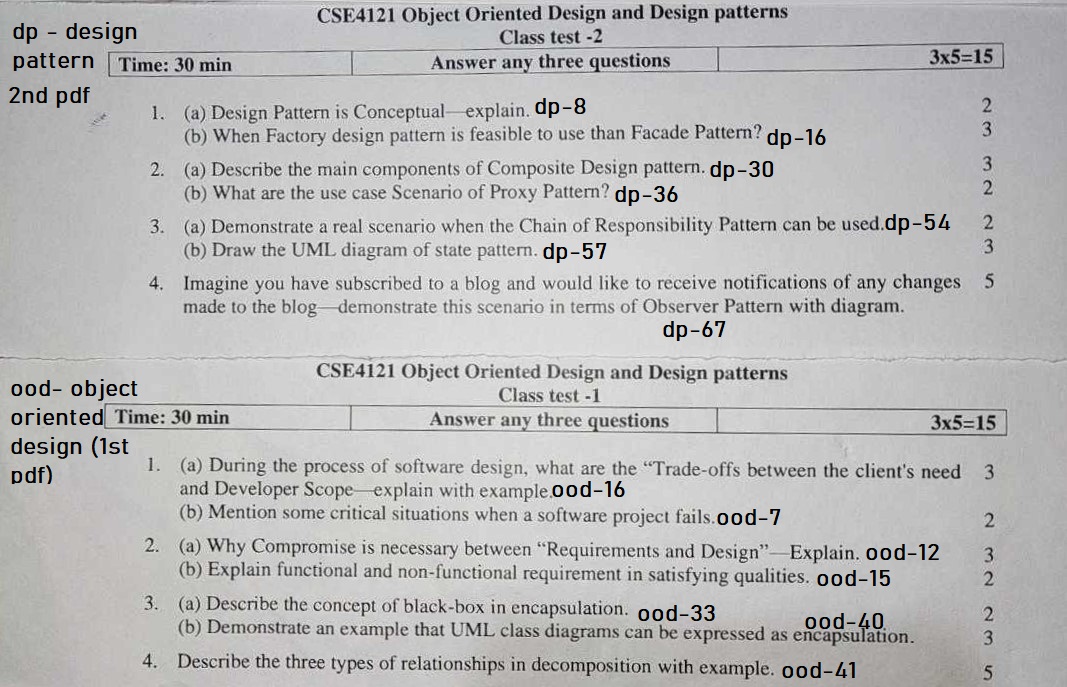 CSE4121 Object Oriented Design and Design patterns
dp - design
Class test -2
pattern
Time: 30 min Answer any three questions 3x5=15
2nd pdf
1. (a) Design Pattern is Conceptual—explain. dp-8 2
(b) When Factory design pattern is feasible to use than Facade Pattern? dp-16 3
2. (a) Describe the main components of Composite Design pattern. dp-30 3
(b) What are the use case Scenario of Proxy Pattern? dp-36 2
3. (a) Demonstrate a real scenario when the Chain of Responsibility Pattern can be used. dp-54 2
(b) Draw the UML diagram of state pattern. dp-57 3
4. Imagine you have subscribed to a blog and would like to receive notifications of any changes 5
made to the blog—demonstrate this scenario in terms of Observer Pattern with diagram.
dp-67
CSE4121 Object Oriented Design and Design patterns
ood- object
Class test -1
oriented
Time: 30 min Answer any three questions 3x5=15
design (1st
pdf)
1. (a) During the process of software design, what are the “Trade-offs between the client's need 3
and Developer Scope—explain with example. ood-16
(b) Mention some critical situations when a software project fails. ood-7 2
2. (a) Why Compromise is necessary between “Requirements and Design”—Explain. ood-12 3
(b) Explain functional and non-functional requirement in satisfying qualities. ood-15 2
3. (a) Describe the concept of black-box in encapsulation. ood-33 2
ood-40
(b) Demonstrate an example that UML class diagrams can be expressed as encapsulation. 3
4. Describe the three types of relationships in decomposition with example. ood-41 5